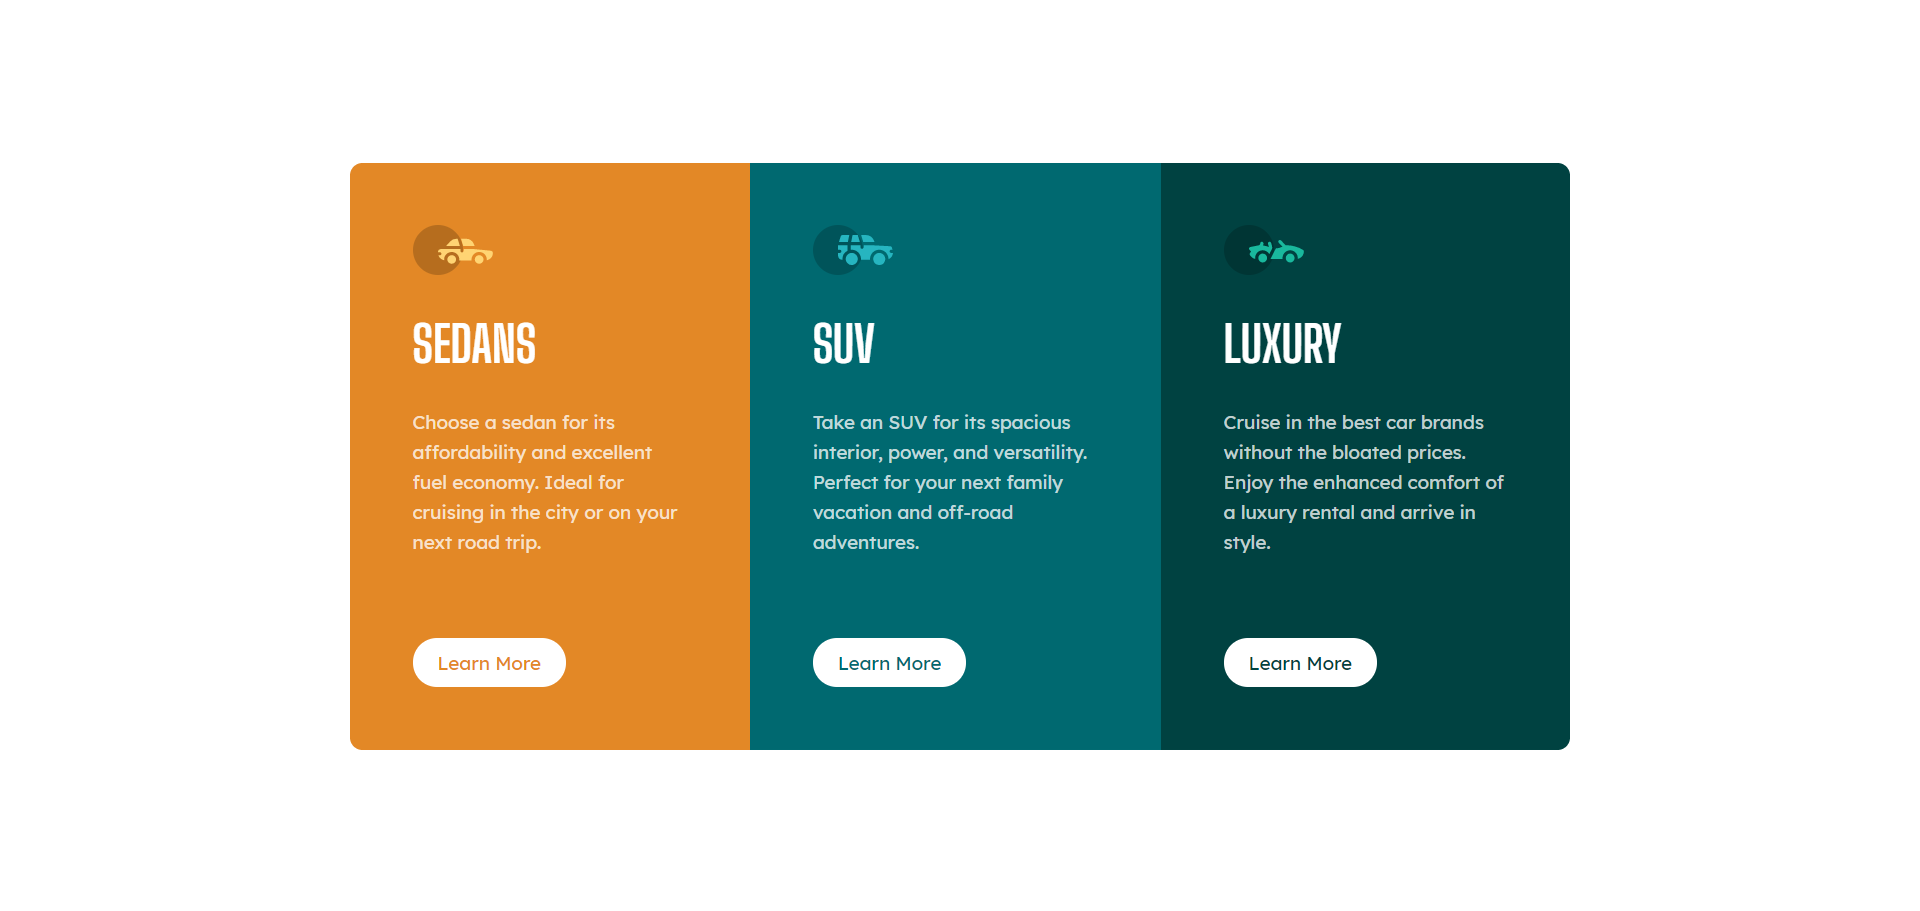 SEDANS
Choose a sedan for its
affordability and excellent
fuel economy. Ideal for
cruising in the city or on your
next road trip.
Learn More
SUV
Take an SUV for its spacious
interior, power, and versatility.
Perfect for your next family
vacation and off-road
adventures.
Learn More
LUXURY
Cruise in the best car brands
without the bloated prices.
Enjoy the enhanced comfort of
a luxury rental and arrive in
style.
Learn More